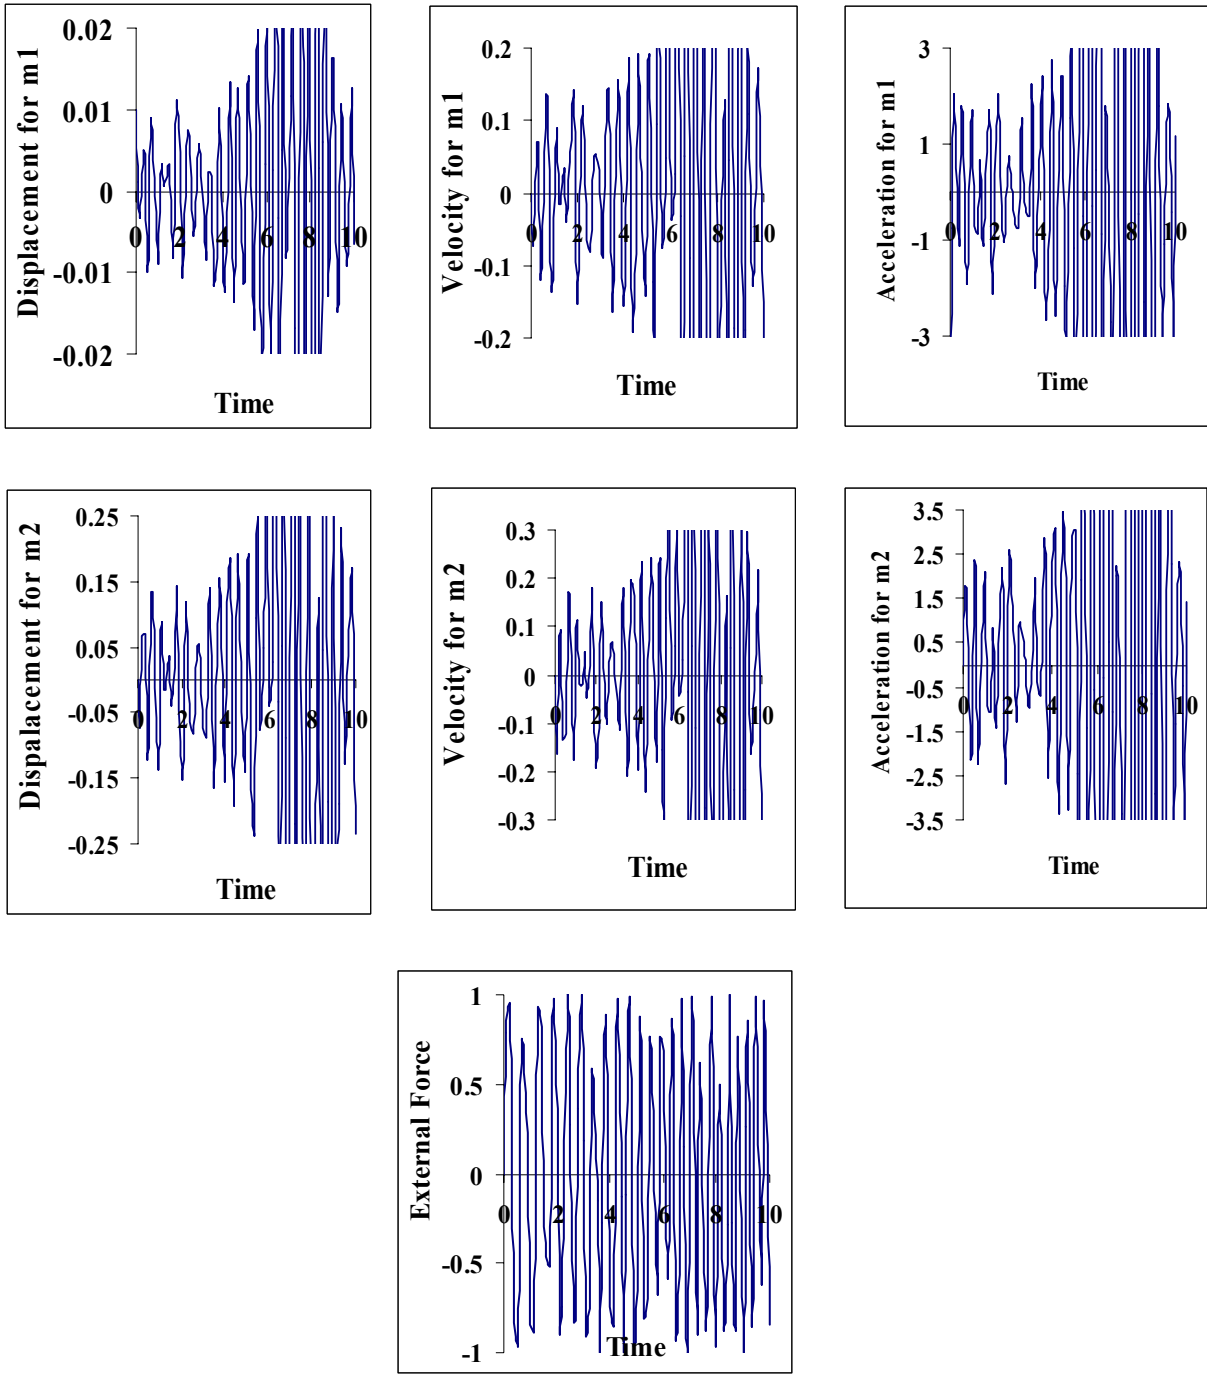 Displacement for m1
0.02
0.01
0
-0.01
-0.02
0 2 4 6 8 10
Time
Velocity for m1
0.2
0.1
0
-0.1
-0.2
0 2 4 6 8 10
Time
Acceleration for m1
3
1
-1
-3
0 2 4 6 8 10
Time
Dispalacement for m2
0.25
0.15
0.05
-0.05
-0.15
-0.25
0 2 4 6 8 10
Time
Velocity for m2
0.3
0.2
0.1
0
-0.1
-0.2
-0.3
0 2 4 6 8 10
Time
Acceleration for m2
3.5
2.5
1.5
0.5
-0.5
-1.5
-2.5
-3.5
0 2 4 6 8 10
Time
External Force
1
0.5
0
-0.5
-1
0 2 4 6 8 10
Time